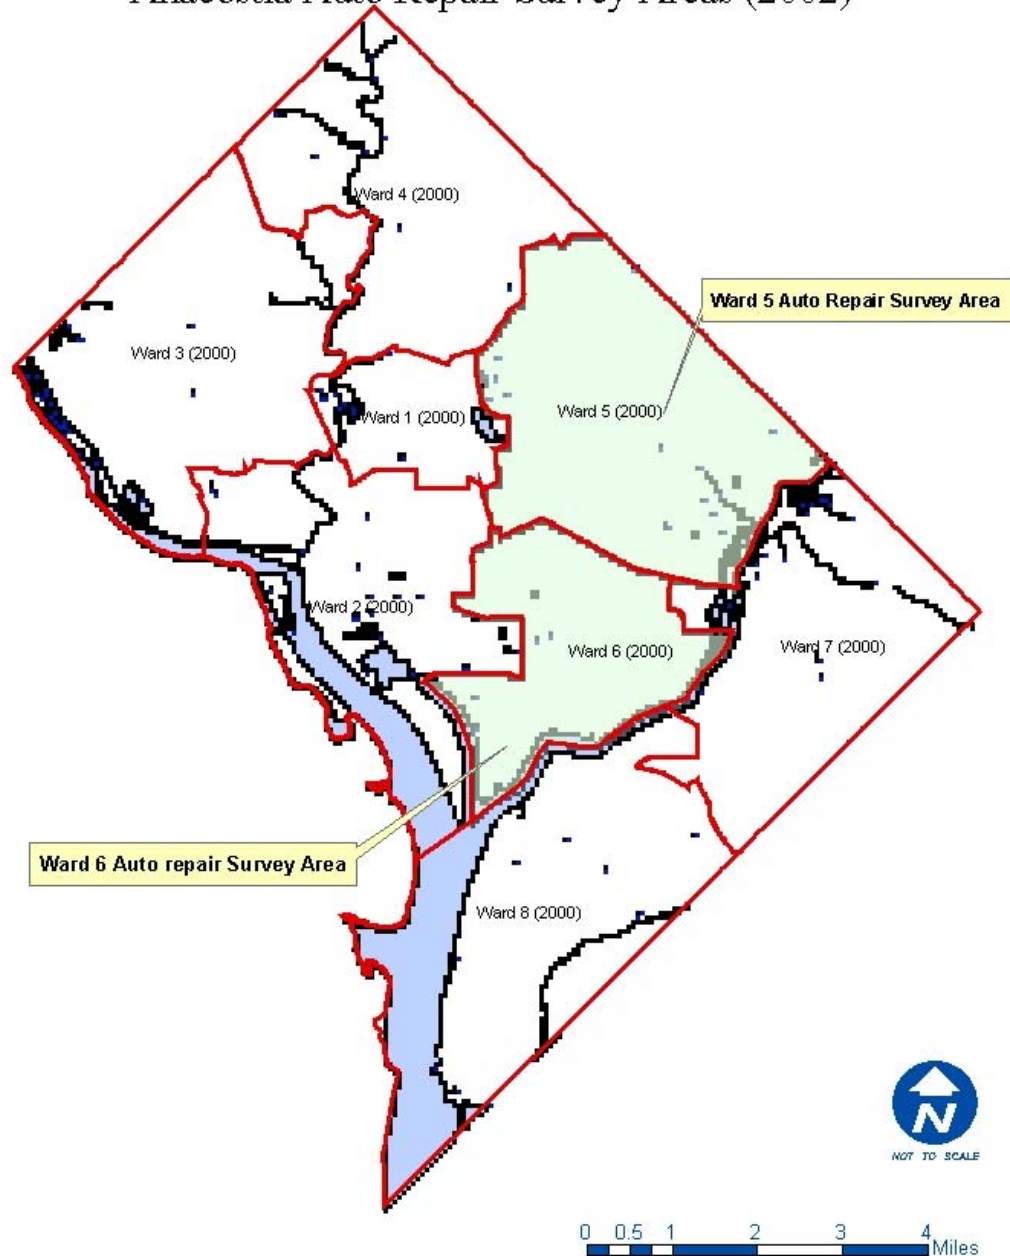 Anacostia Auto Repair Survey Areas (2002)
Ward 4 (2000)
Ward 5 Auto Repair Survey Area
Ward 3 (2000)
Ward 1 (2000)
Ward 5 (2000)
Ward 2 (2000)
Ward 6 (2000)
Ward 7 (2000)
Ward 6 Auto repair Survey Area
Ward 8 (2000)
N
NOT TO SCALE
0 0.5 1 2 3 4
Miles